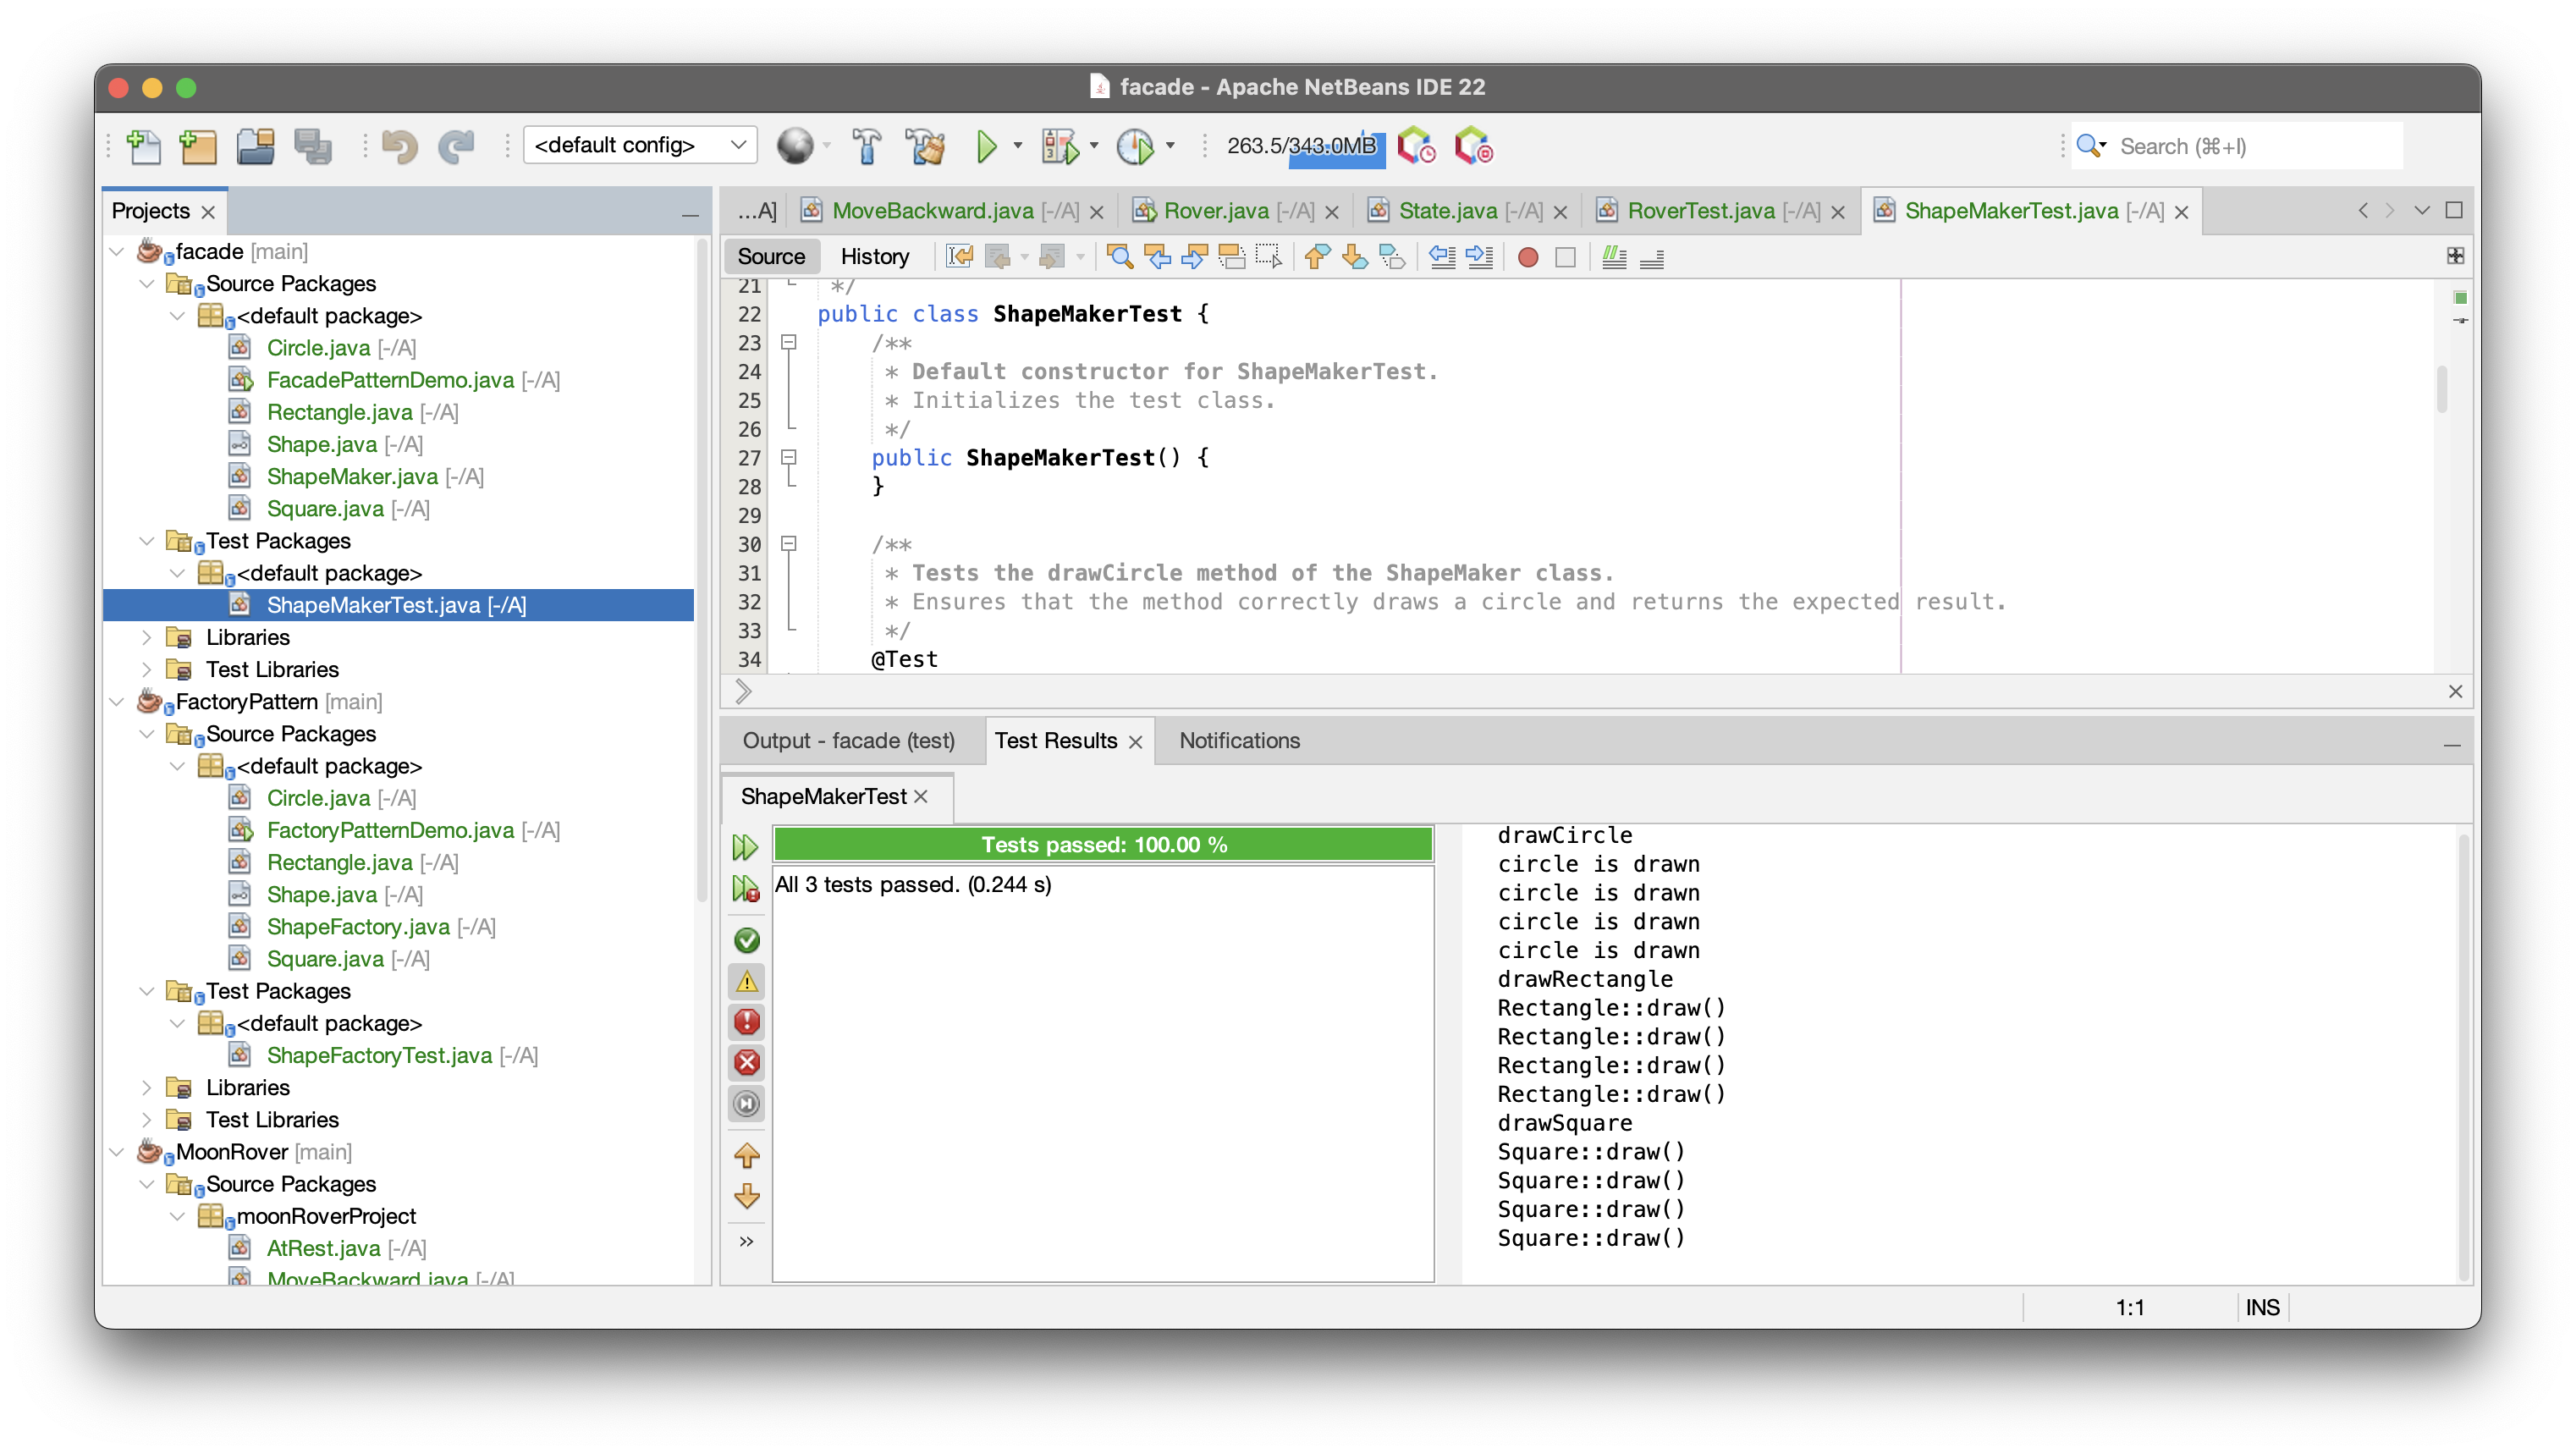 facade - Apache NetBeans IDE 22
<default config>
263.5/343.0MB
Search (⌘+I)
Projects
facade [main]
Source Packages
<default package>
Circle.java [-/A]
FacadePatternDemo.java [-/A]
Rectangle.java [-/A]
Shape.java [-/A]
ShapeMaker.java [-/A]
Square.java [-/A]
Test Packages
<default package>
ShapeMakerTest.java [-/A]
Libraries
Test Libraries
FactoryPattern [main]
Source Packages
<default package>
Circle.java [-/A]
FactoryPatternDemo.java [-/A]
Rectangle.java [-/A]
Shape.java [-/A]
ShapeFactory.java [-/A]
Square.java [-/A]
Test Packages
<default package>
ShapeFactoryTest.java [-/A]
Libraries
Test Libraries
MoonRover [main]
Source Packages
moonRoverProject
AtRest.java [-/A]
MoveBackward.java [-/A]
...A] MoveBackward.java [-/A] Rover.java [-/A] State.java [-/A] RoverTest.java [-/A] ShapeMakerTest.java [-/A]
Source History
21 */
22 public class ShapeMakerTest {
23 /**
24 * Default constructor for ShapeMakerTest.
25 * Initializes the test class.
26 */
27 public ShapeMakerTest() {
28 }
29
30 /**
31 * Tests the drawCircle method of the ShapeMaker class.
32 * Ensures that the method correctly draws a circle and returns the expected result.
33 */
34 @Test
Output - facade (test) Test Results Notifications
ShapeMakerTest
Tests passed: 100.00 %
All 3 tests passed. (0.244 s)
drawCircle
circle is drawn
circle is drawn
circle is drawn
circle is drawn
drawRectangle
Rectangle::draw()
Rectangle::draw()
Rectangle::draw()
Rectangle::draw()
drawSquare
Square::draw()
Square::draw()
Square::draw()
Square::draw()
1:1 INS